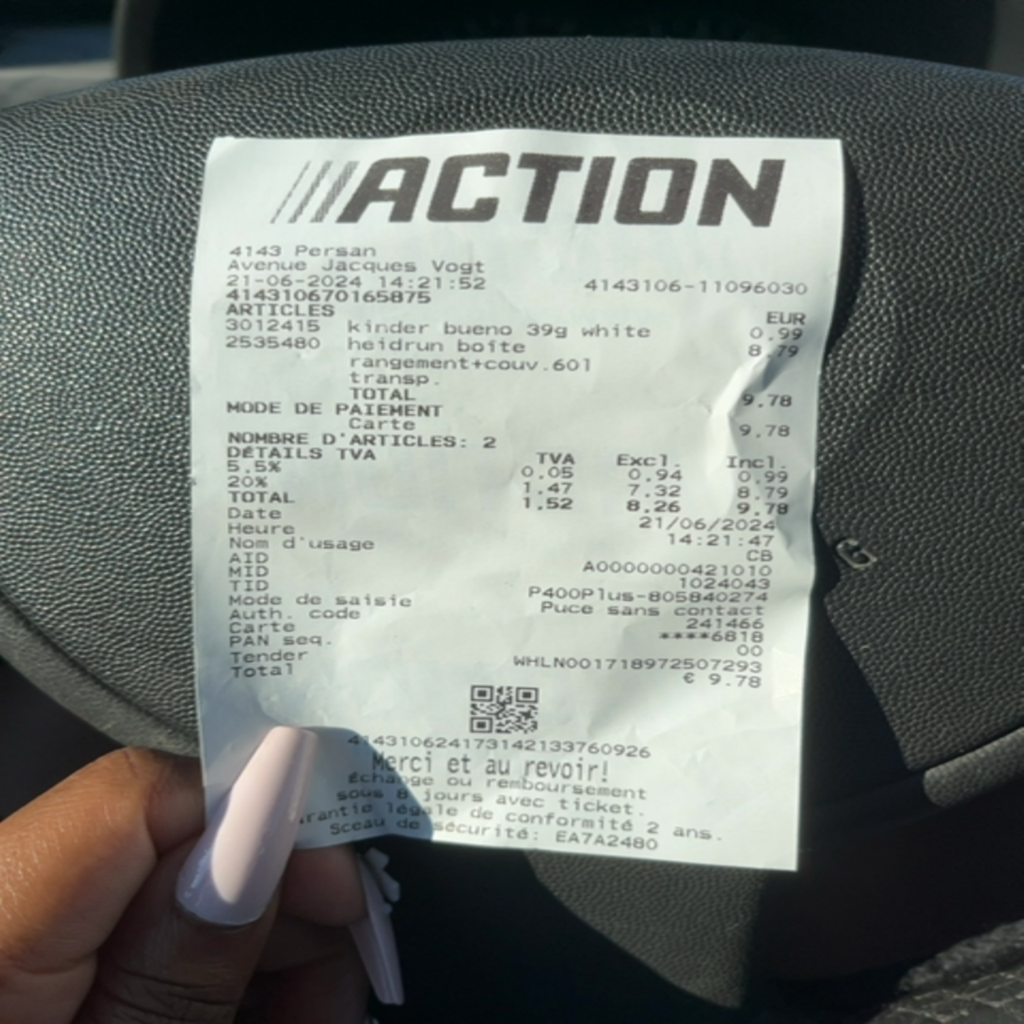 ACTION
4143 Persan
Avenue Jacques Vogt
21-06-2024 14:21:52 4143106-11096030
414310670165875
ARTICLES EUR
3012415 kinder bueno 39g white 0.99
2535480 heidrun boîte 8.79
rangement+couv.60l
transp.
TOTAL 9.78
MODE DE PAIEMENT
Carte 9.78
NOMBRE D'ARTICLES: 2
DÉTAILS TVA TVA Excl. Incl.
5,5% 0.05 0.94 0.99
20% 1.47 7.32 8.79
TOTAL 1.52 8.26 9.78
Date 21/06/2024
Heure 14:21:47
Nom d'usage CB
AID A0000000421010
MID 1024043
TID P400Plus-805840274
Mode de saisie Puce sans contact
Auth. code 241466
Carte ****6818
PAN seq. 00
Tender WHLN001718972507293
Total € 9.78
414310624173142133760926
Merci et au revoir!
Échange ou remboursement
sous 8 jours avec ticket.
rantie légale de conformité 2 ans.
Sceau de sécurité: EA7A2480
G